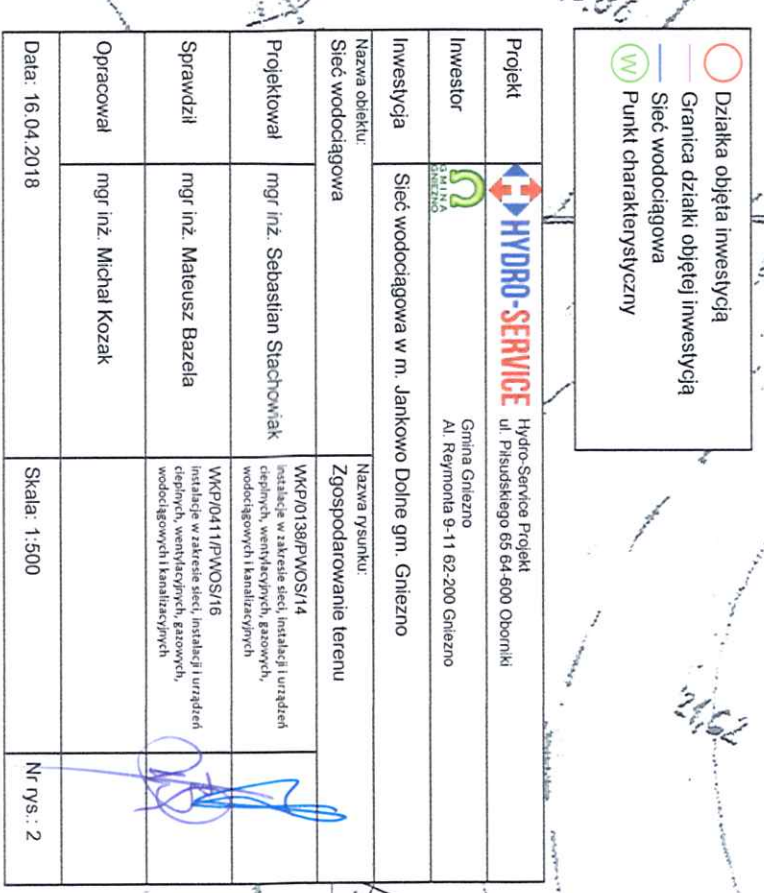 Działka objęta inwestycją
Granica działki objętej inwestycją
Sieć wodociągowa
W Punkt charakterystyczny
Projekt
HYDRO-SERVICE
Hydro-Service Projekt
ul. Piłsudskiego 65 64-600 Oborniki
Inwestor
GMINA
GNIEZNO
Gmina Gniezno
Al. Reymonta 9-11 62-200 Gniezno
Inwestycja
Sieć wodociągowa w m. Jankowo Dolne gm. Gniezno
Nazwa obiektu:
Sieć wodociągowa
Nazwa rysunku:
Zgospodarowanie terenu
Projektował
mgr inż. Sebastian Stachowiak
WKP/0138/PWOS/14
instalacje w zakresie sieci, instalacji i urządzeń
cieplnych, wentylacyjnych, gazowych,
wodociągowych i kanalizacyjnych
Sprawdził
mgr inż. Mateusz Bazela
WKP/0411/PWOS/16
instalacje w zakresie sieci, instalacji i urządzeń
cieplnych, wentylacyjnych, gazowych,
wodociągowych i kanalizacyjnych
Opracował
mgr inż. Michał Kozak
Data: 16.04.2018
Skala: 1:500
Nr rys.: 2